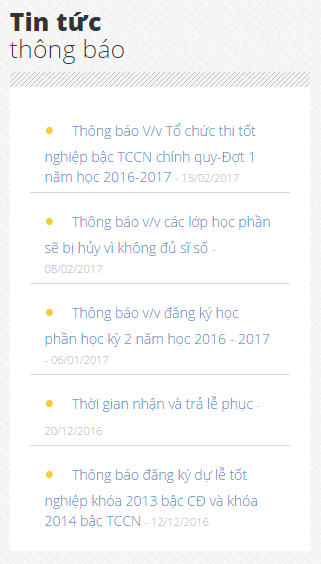 Tin tức
thông báo
Thông báo V/v Tổ chức thi tốt
nghiệp bậc TCCN chính quy-Đợt 1
năm học 2016-2017 - 15/02/2017
Thông báo v/v các lớp học phần
sẽ bị hủy vì không đủ sĩ số -
08/02/2017
Thông báo v/v đăng ký học
phần học kỳ 2 năm học 2016 - 2017
- 06/01/2017
Thời gian nhận và trả lễ phục -
20/12/2016
Thông báo đăng ký dự lễ tốt
nghiệp khóa 2013 bậc CĐ và khóa
2014 bậc TCCN - 12/12/2016